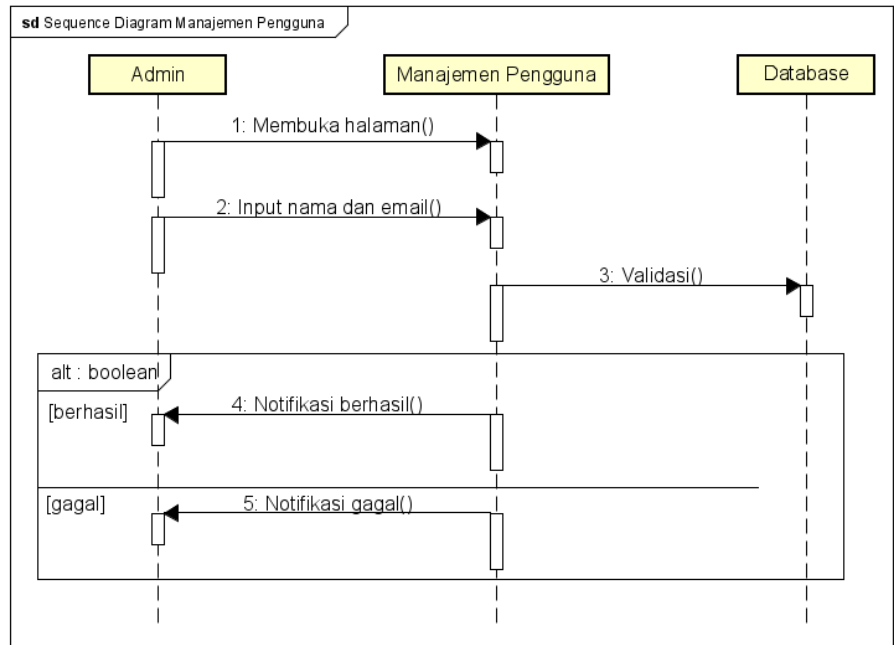 sd Sequence Diagram Manajemen Pengguna
Admin
Manajemen Pengguna
Database
1: Membuka halaman()
2: Input nama dan email()
3: Validasi()
alt : boolean
[berhasil]
4: Notifikasi berhasil()
[gagal]
5: Notifikasi gagal()